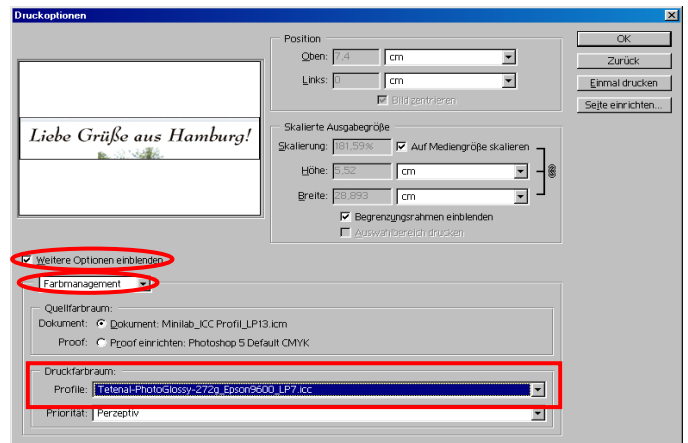 Druckoptionen
Liebe Grüße aus Hamburg!
Position
Oben: 7,4 cm
Links: 0 cm
Bild zentrieren
Skalierte Ausgabegröße
Skalierung: 181,59% Auf Mediengröße skalieren
Höhe: 5,52 cm
Breite: 28,893 cm
Begrenzungsrahmen einblenden
Auswahlbereich drucken
OK
Zurück
Einmal drucken
Seite einrichten...
Weitere Optionen einblenden
Farbmanagement
Quellfarbraum:
Dokument: Dokument: Minilab_ICC Profil_LP13.icm
Proof: Proof einrichten: Photoshop 5 Default CMYK
Druckfarbraum:
Profile: Tetenal-PhotoGlossy-272g_Epson9600_LP7.icc
Priorität: Perzeptiv